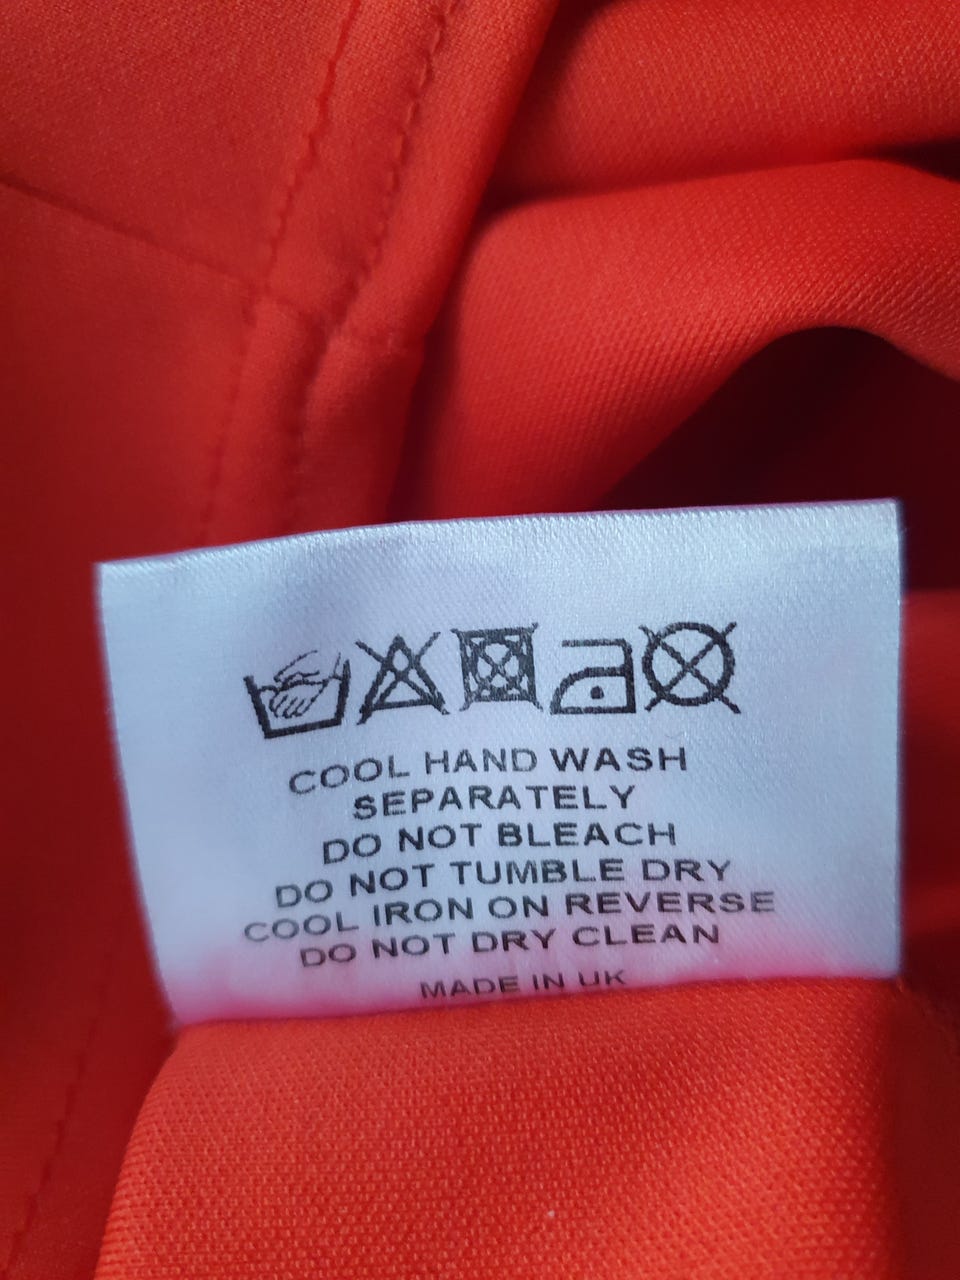 COOL HAND WASH
SEPARATELY
DO NOT BLEACH
DO NOT TUMBLE DRY
COOL IRON ON REVERSE
DO NOT DRY CLEAN
MADE IN UK